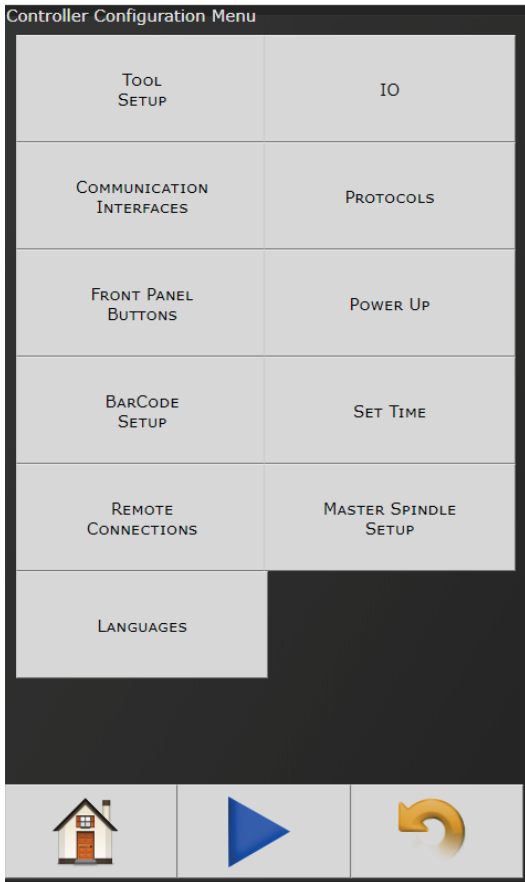 Controller Configuration Menu
Tool
Setup
IO
Communication
Interfaces
Protocols
Front Panel
Buttons
Power Up
BarCode
Setup
Set Time
Remote
Connections
Master Spindle
Setup
Languages